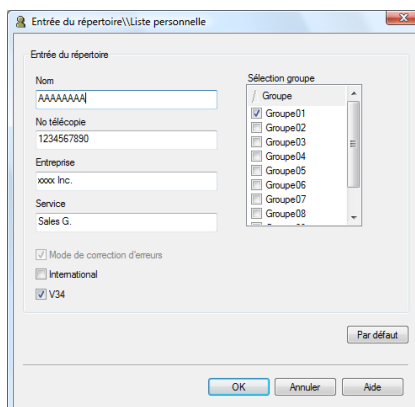 Entrée du répertoire\\Liste personnelle
Entrée du répertoire
Nom
AAAAAAAA
No télécopie
1234567890
Entreprise
xxxx Inc.
Service
Sales G.
Mode de correction d'erreurs
International
V34
Sélection groupe
/ Groupe
Groupe01
Groupe02
Groupe03
Groupe04
Groupe05
Groupe06
Groupe07
Groupe08
Par défaut
OK
Annuler
Aide